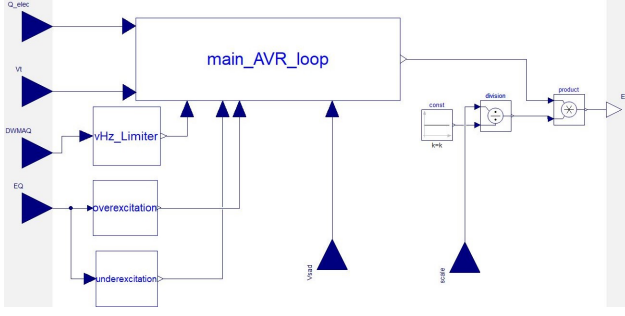 Q_elec
main_AVR_loop
Vt
const
division
product
E
k=k
DWMAQ
vHz_Limiter
EQ
overexcitation
underexcitation
Vsad
scale